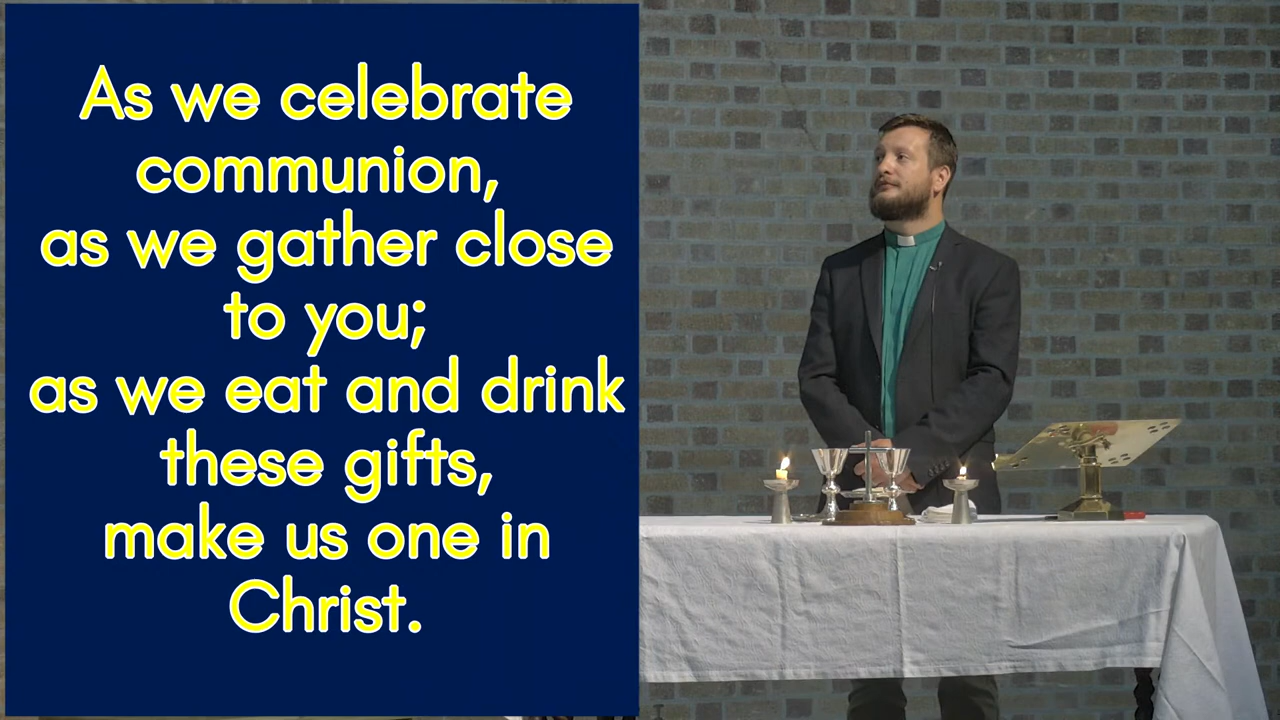 As we celebrate
communion,
as we gather close
to you;
as we eat and drink
these gifts,
make us one in
Christ.